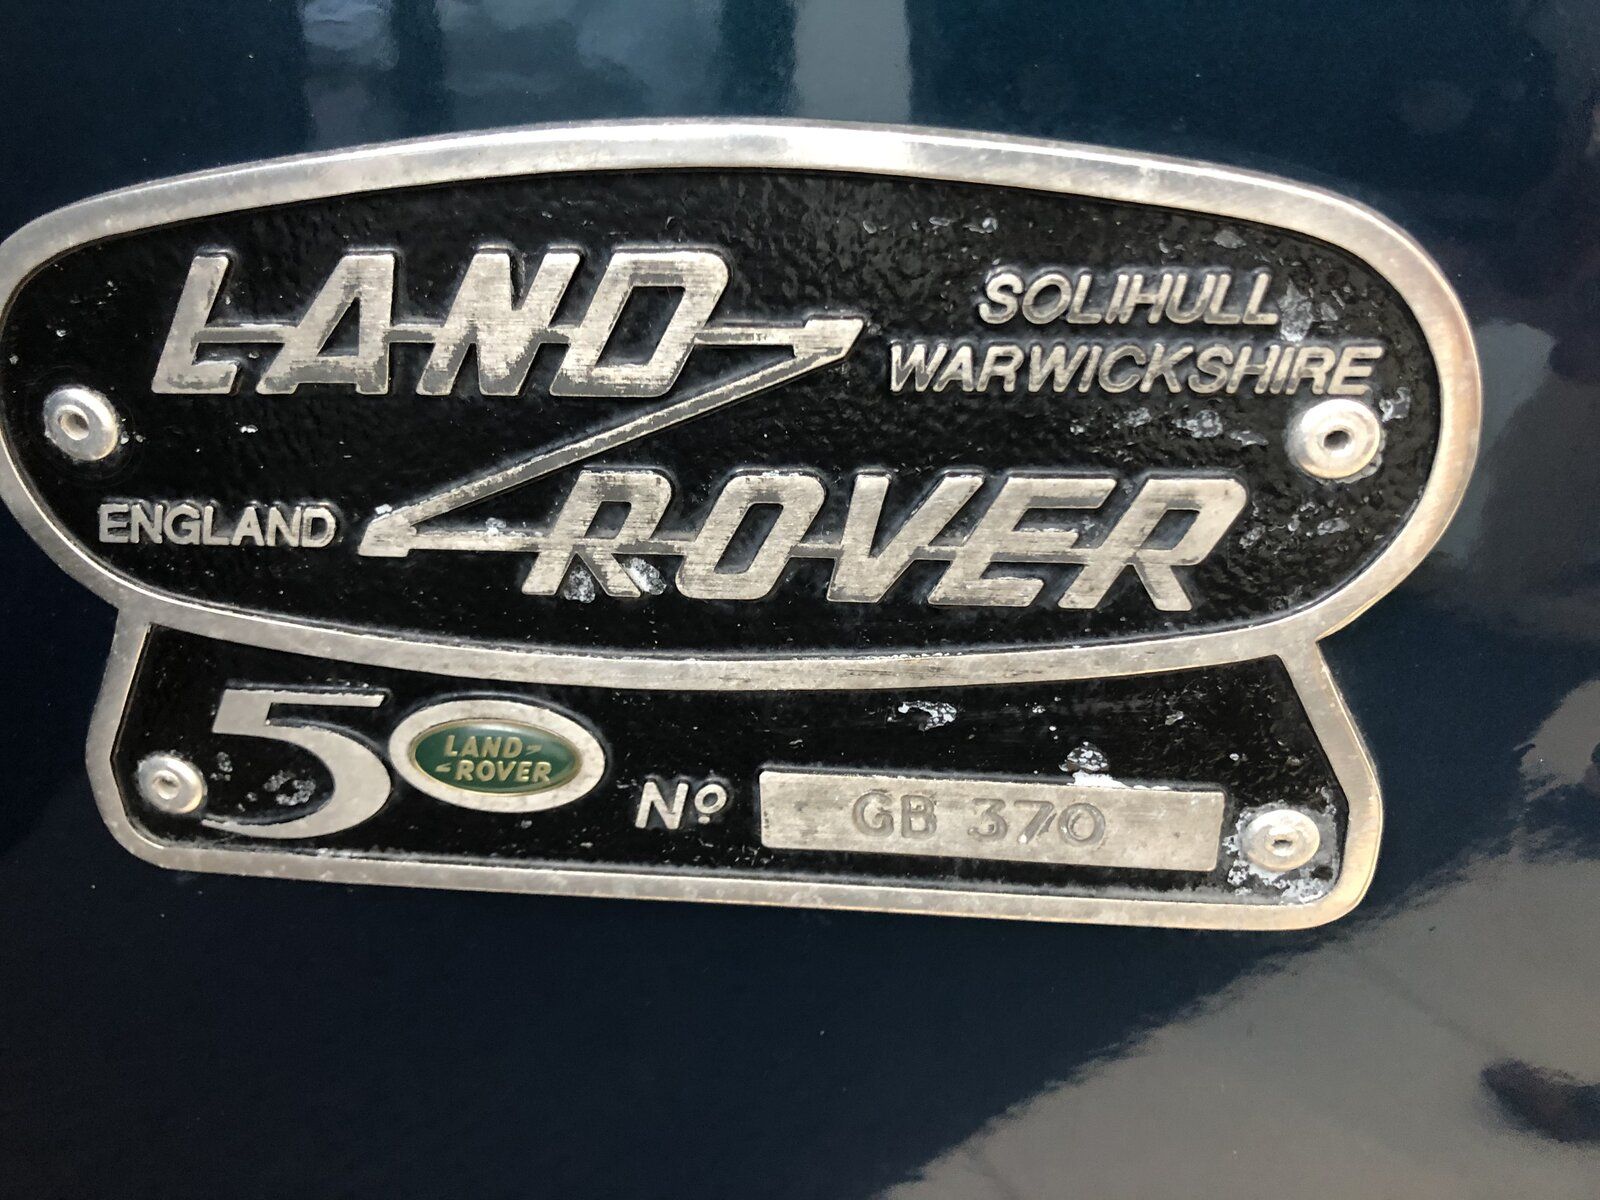 LAND
SOLIHULL
WARWICKSHIRE
ENGLAND
ROVER
50
LAND-
-ROVER
Nº
GB 370